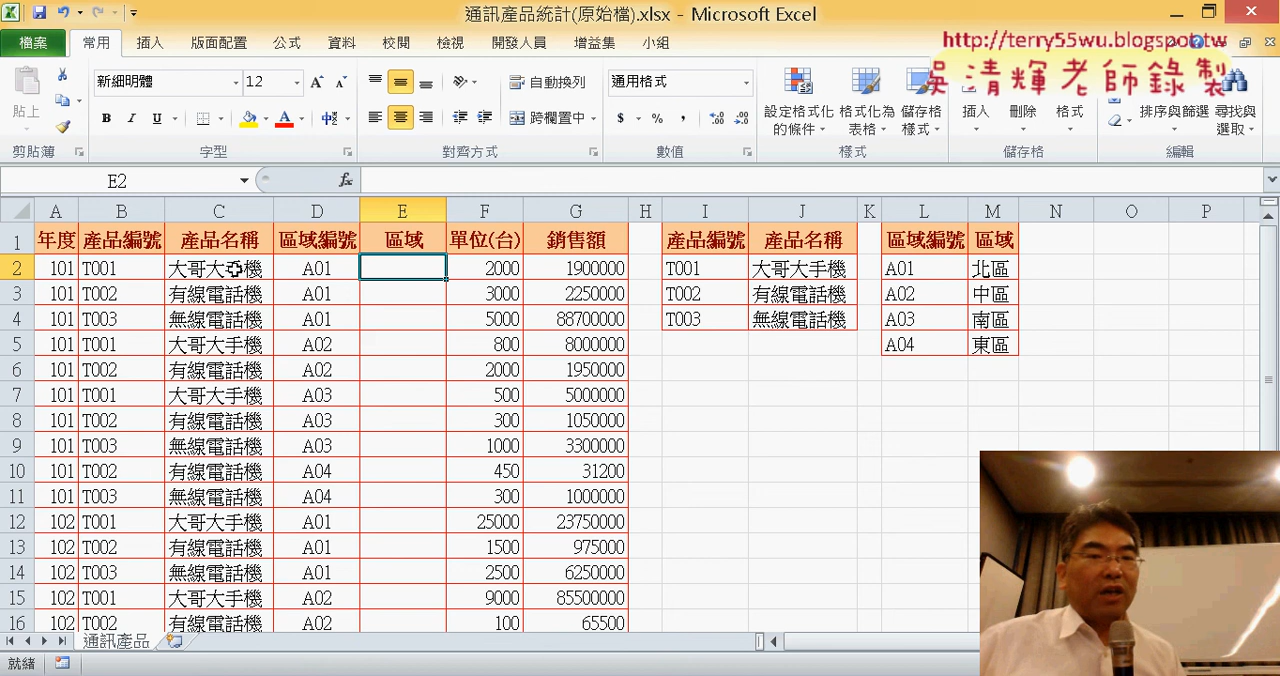 通訊產品統計(原始檔).xlsx - Microsoft Excel
檔案 常用 插入 版面配置 公式 資料 校閱 檢視 開發人員 增益集 小組
http://terry55wu.blogspot.tw
吳清輝老師錄製
貼上 新細明體 12 自動換列 通用格式 設定格式化的條件 格式化為表格 儲存格樣式 插入 刪除 格式 排序與篩選 尋找與選取
B I U 跨欄置中 $ % ,
剪貼簿 字型 對齊方式 數值 樣式 儲存格 編輯
E2 fx
A B C D E F G H I J K L M N O P
1 年度 產品編號 產品名稱 區域編號 區域 單位(台) 銷售額 產品編號 產品名稱 區域編號 區域
2 101 T001 大哥大手機 A01 2000 1900000 T001 大哥大手機 A01 北區
3 101 T002 有線電話機 A01 3000 2250000 T002 有線電話機 A02 中區
4 101 T003 無線電話機 A01 5000 88700000 T003 無線電話機 A03 南區
5 101 T001 大哥大手機 A02 800 8000000 A04 東區
6 101 T002 有線電話機 A02 2000 1950000
7 101 T001 大哥大手機 A03 500 5000000
8 101 T002 有線電話機 A03 300 1050000
9 101 T003 無線電話機 A03 1000 3300000
10 101 T002 有線電話機 A04 450 31200
11 101 T003 無線電話機 A04 300 1000000
12 102 T001 大哥大手機 A01 25000 23750000
13 102 T002 有線電話機 A01 1500 975000
14 102 T003 無線電話機 A01 2500 6250000
15 102 T001 大哥大手機 A02 9000 85500000
16 102 T002 有線電話機 A02 100 65500
通訊產品
就緒